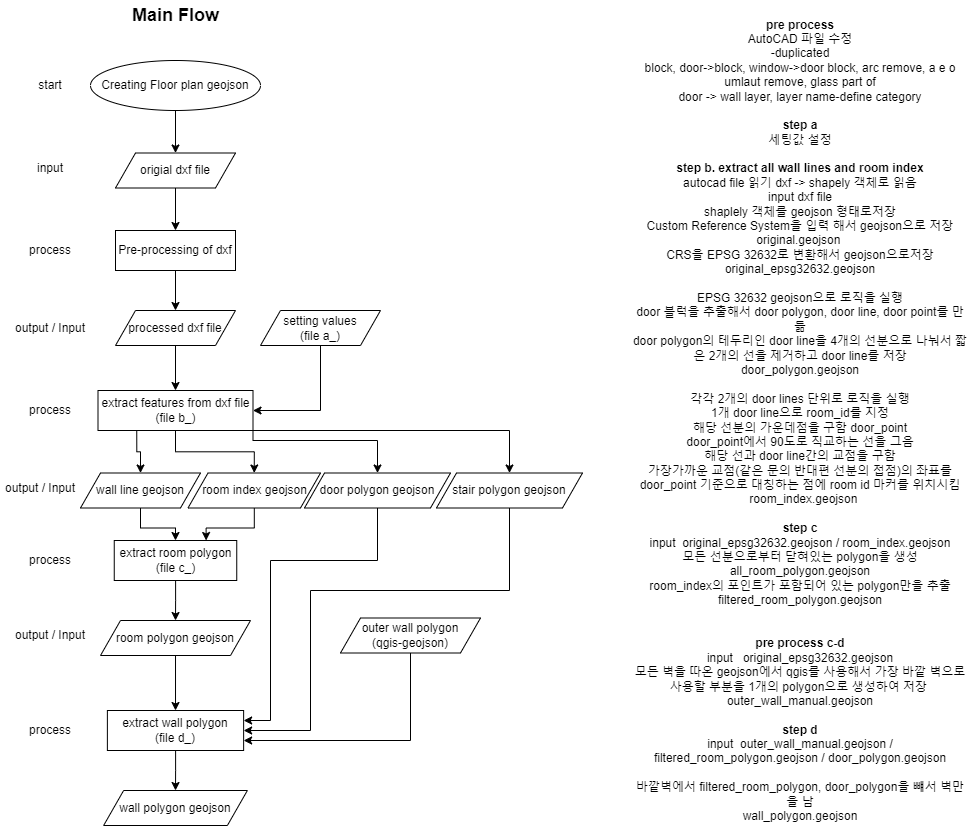 Main Flow
start
Creating Floor plan geojson
input
origial dxf file
process
Pre-processing of dxf
output / Input
processed dxf file
setting values
(file a_)
process
extract features from dxf file
(file b_)
output / Input
wall line geojson
room index geojson
door polygon geojson
stair polygon geojson
process
extract room polygon
(file c_)
output / Input
room polygon geojson
outer wall polygon
(qgis-geojson)
process
extract wall polygon
(file d_)
wall polygon geojson
pre process
AutoCAD 파일 수정
-duplicated
block, door->block, window->door block, arc remove, a e o
umlaut remove, glass part of
door -> wall layer, layer name-define category
step a
세팅값 설정
step b. extract all wall lines and room index
autocad file 읽기 dxf -> shapely 객체로 읽음
input dxf file
shaplely 객체를 geojson 형태로저장
Custom Reference System을 입력 해서 geojson으로 저장
original.geojson
CRS을 EPSG 32632로 변환해서 geojson으로저장
original_epsg32632.geojson
EPSG 32632 geojson으로 로직을 실행
door 블럭을 추출해서 door polygon, door line, door point를 만
듦
door polygon의 테두리인 door line을 4개의 선분으로 나눠서 짧
은 2개의 선을 제거하고 door line를 저장
door_polygon.geojson
각각 2개의 door lines 단위로 로직을 실행
1개 door line으로 room_id를 지정
해당 선분의 가운데점을 구함 door_point
door_point에서 90도로 직교하는 선을 그음
해당 선과 door line간의 교점을 구함
가장가까운 교점(같은 문의 반대편 선분의 접점)의 좌표를
door_point 기준으로 대칭하는 점에 room id 마커를 위치시킴
room_index.geojson
step c
input original_epsg32632.geojson / room_index.geojson
모든 선분으로부터 닫혀있는 polygon을 생성
all_room_polygon.geojson
room_index의 포인트가 포함되어 있는 polygon만을 추출
filtered_room_polygon.geojson
pre process c-d
input original_epsg32632.geojson
모든 벽을 따온 geojson에서 qgis를 사용해서 가장 바깥 벽으로
사용할 부분을 1개의 polygon으로 생성하여 저장
outer_wall_manual.geojson
step d
input outer_wall_manual.geojson /
filtered_room_polygon.geojson / door_polygon.geojson
바깥벽에서 filtered_room_polygon, door_polygon을 뺴서 벽만
을 남
wall_polygon.geojson